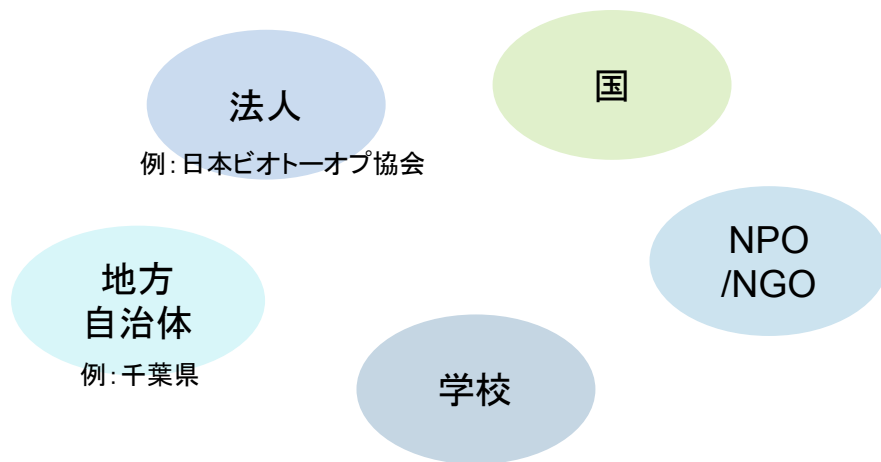 法人
例：日本ビオトーオプ協会
国
NPO
/NGO
地方
自治体
例：千葉県
学校